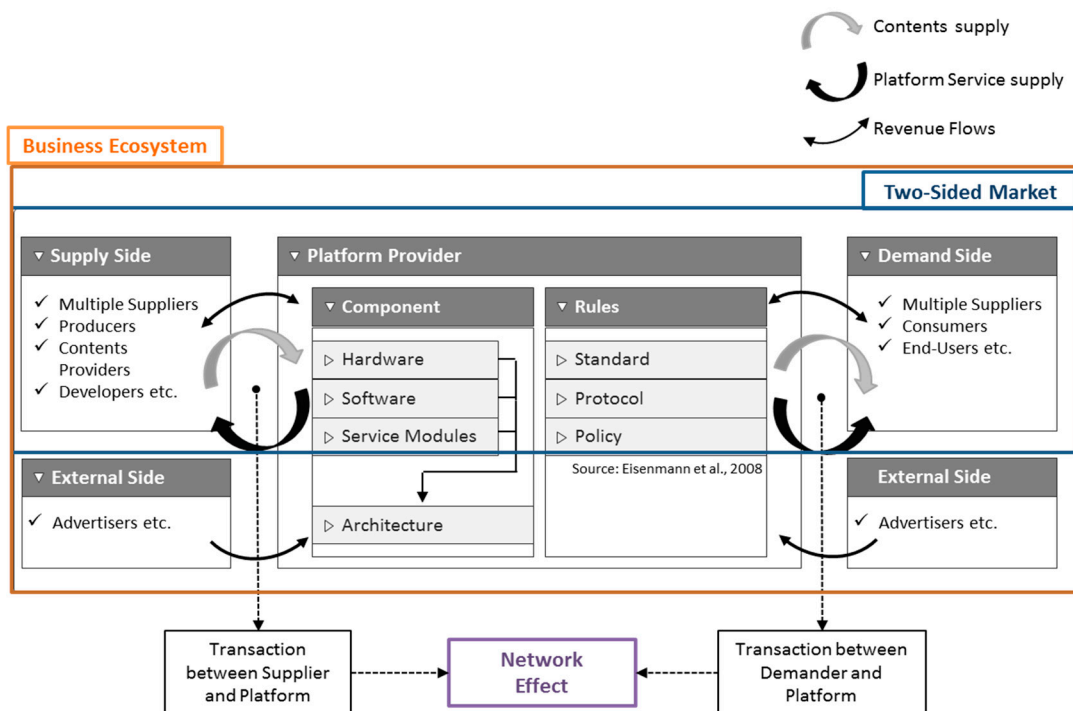 Contents supply
Platform Service supply
Revenue Flows
Business Ecosystem
Two-Sided Market
▼ Supply Side
✓ Multiple Suppliers
✓ Producers
✓ Contents
Providers
✓ Developers etc.
▼ Platform Provider
▼ Component
▷ Hardware
▷ Software
▷ Service Modules
▷ Architecture
▼ Rules
▷ Standard
▷ Protocol
▷ Policy
Source: Eisenmann et al., 2008
▼ Demand Side
✓ Multiple Suppliers
✓ Consumers
✓ End-Users etc.
▼ External Side
✓ Advertisers etc.
External Side
✓ Advertisers etc.
Transaction
between Supplier
and Platform
Network
Effect
Transaction between
Demander and
Platform